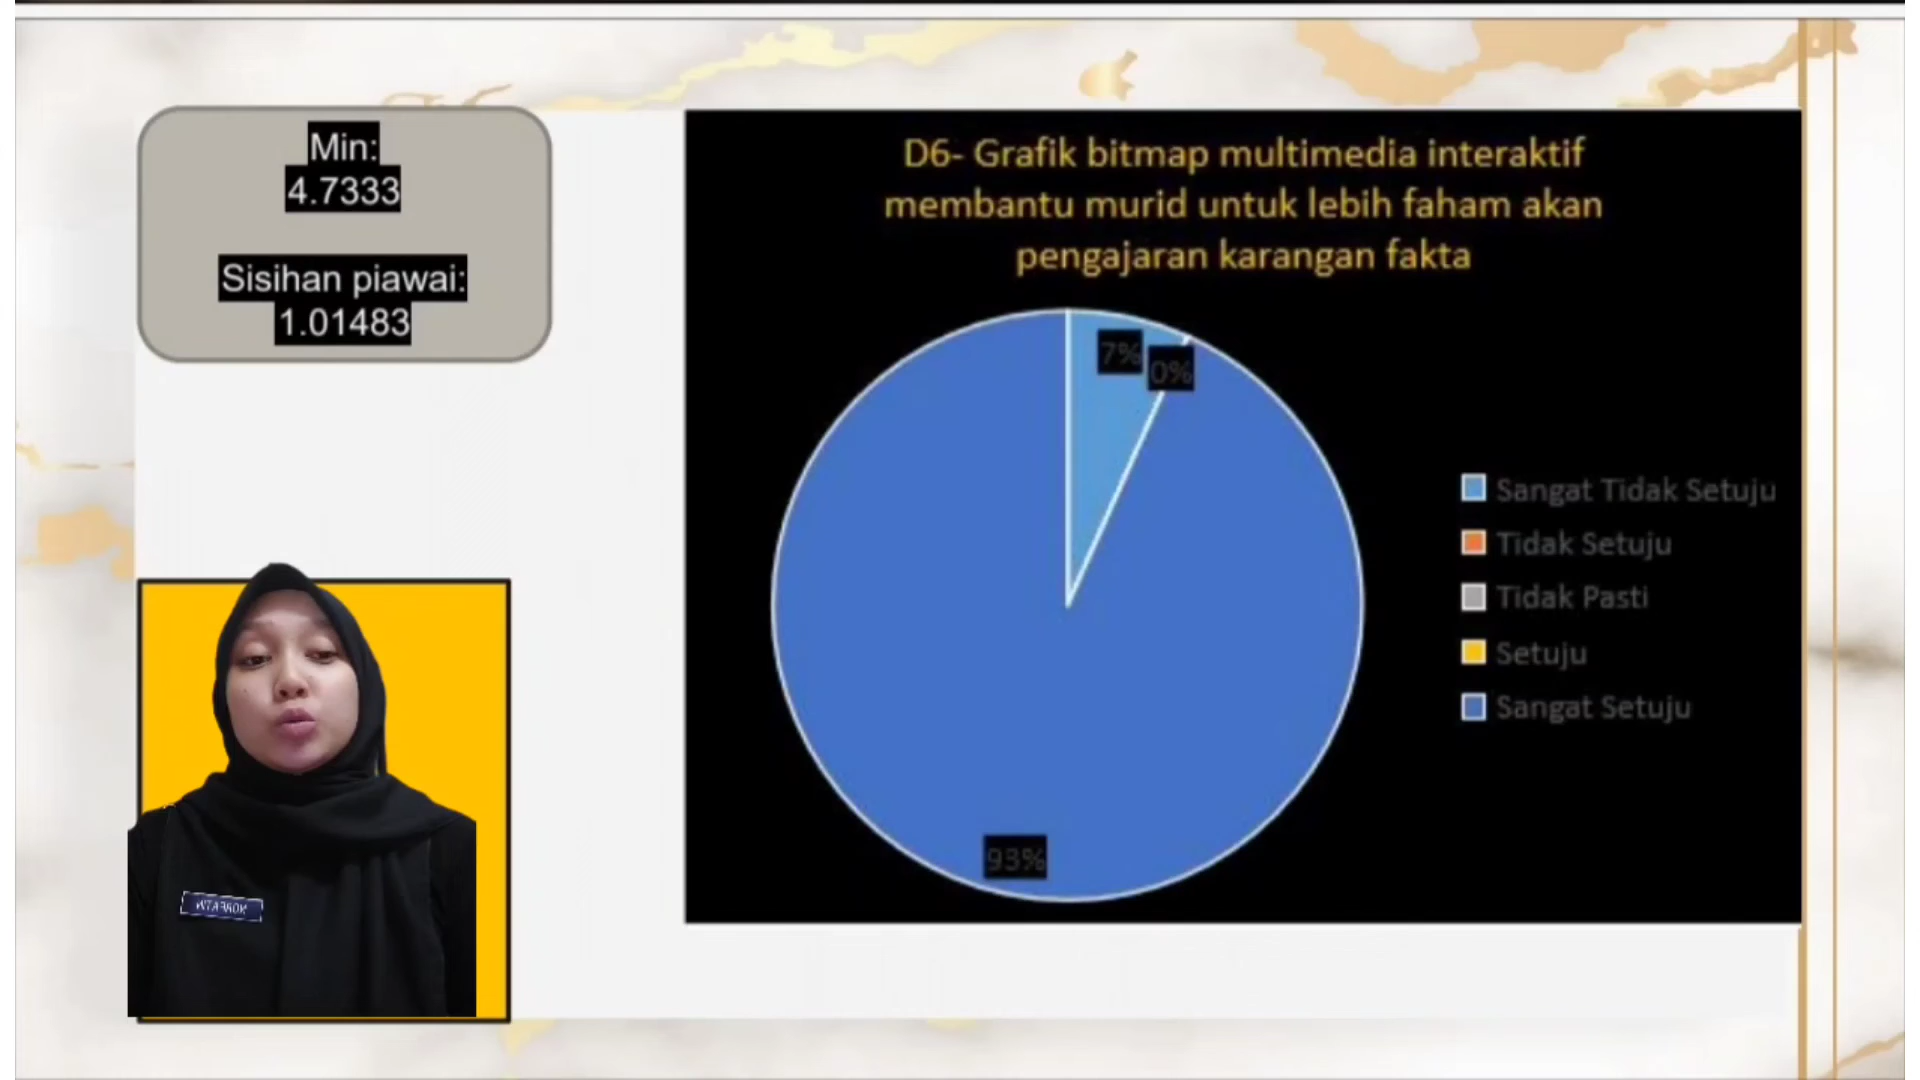 Min:
4.7333
Sisihan piawai:
1.01483
D6- Grafik bitmap multimedia interaktif
membantu murid untuk lebih faham akan
pengajaran karangan fakta
7%
0%
93%
Sangat Tidak Setuju
Tidak Setuju
Tidak Pasti
Setuju
Sangat Setuju